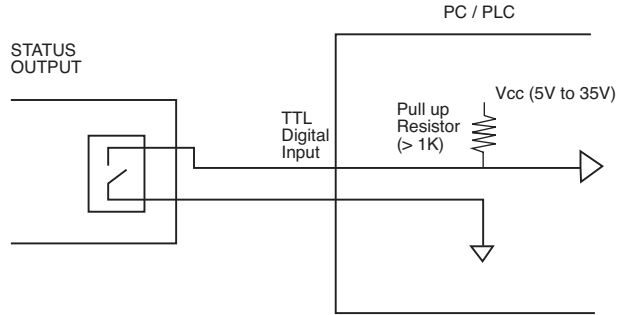 PC / PLC
STATUS
OUTPUT
TTL
Digital
Input
Pull up
Resistor
(> 1K)
Vcc (5V to 35V)